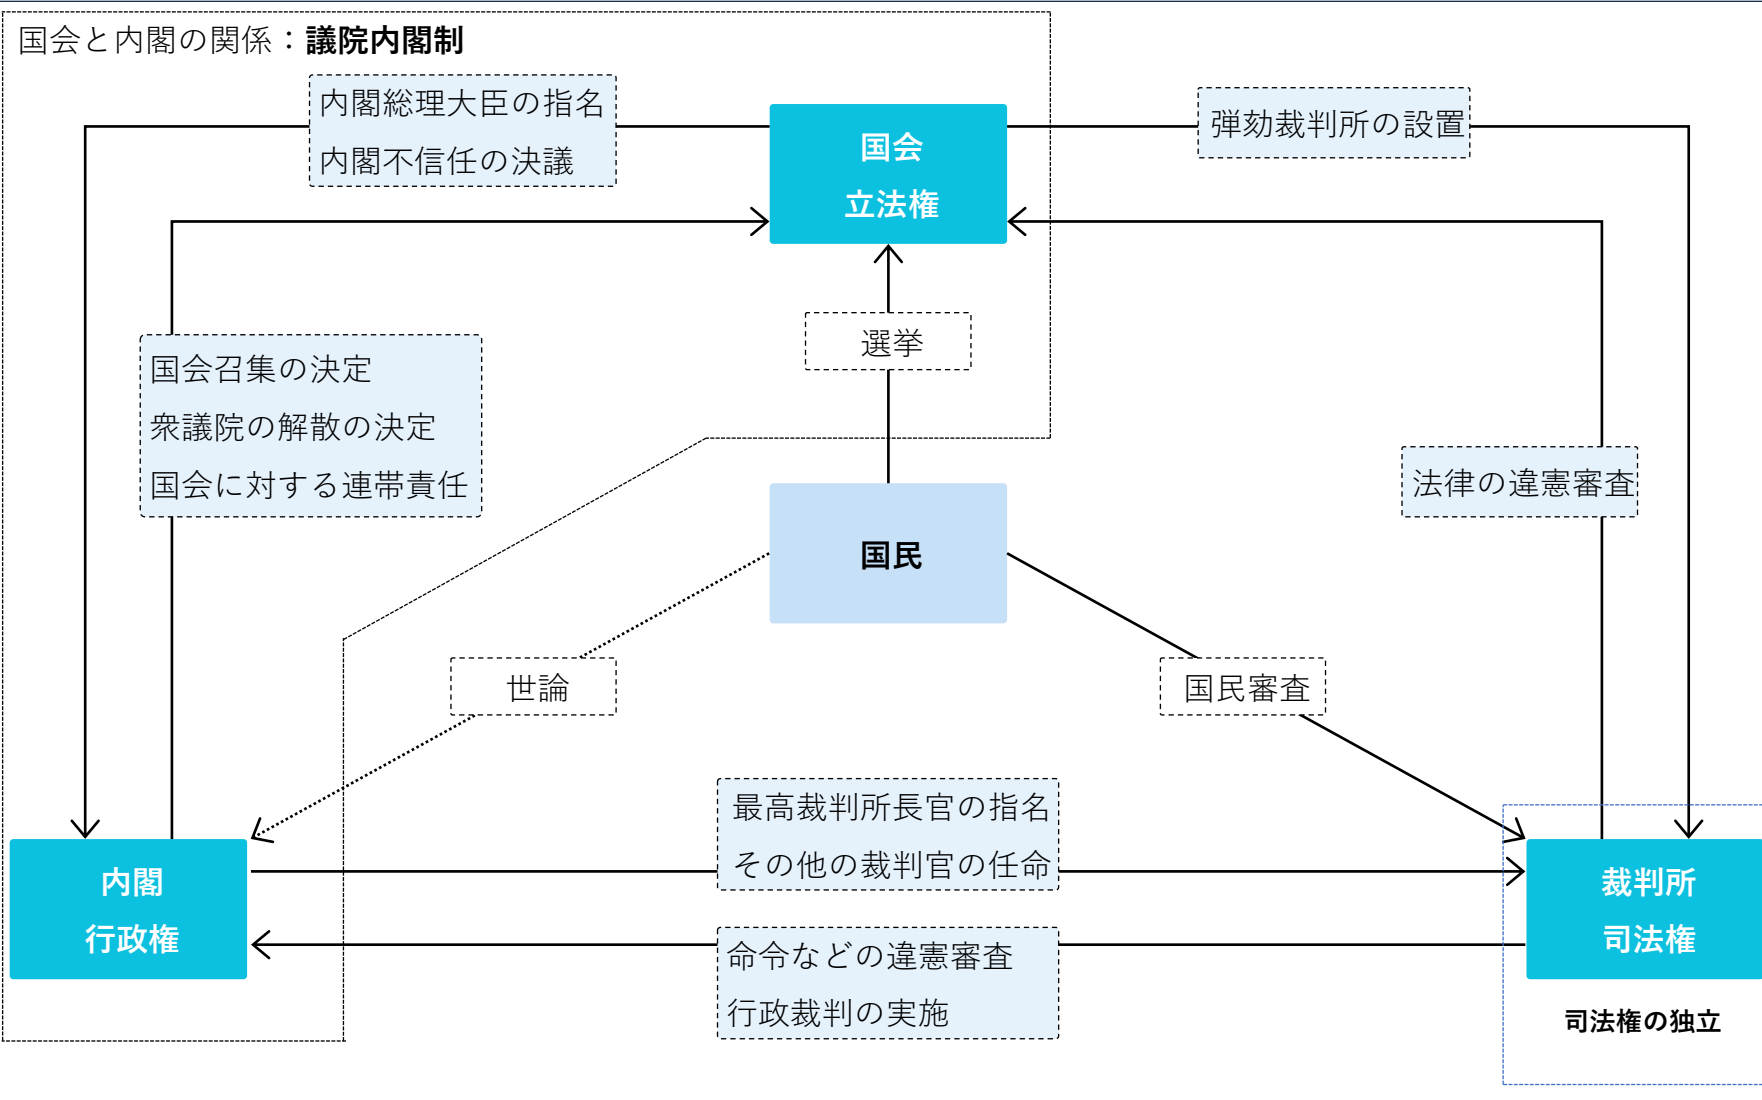 国会と内閣の関係：議院内閣制
内閣総理大臣の指名
内閣不信任の決議
国会
立法権
弾劾裁判所の設置
選挙
国会召集の決定
衆議院の解散の決定
国会に対する連帯責任
法律の違憲審査
国民
世論
国民審査
最高裁判所長官の指名
その他の裁判官の任命
内閣
行政権
裁判所
司法権
命令などの違憲審査
行政裁判の実施
司法権の独立